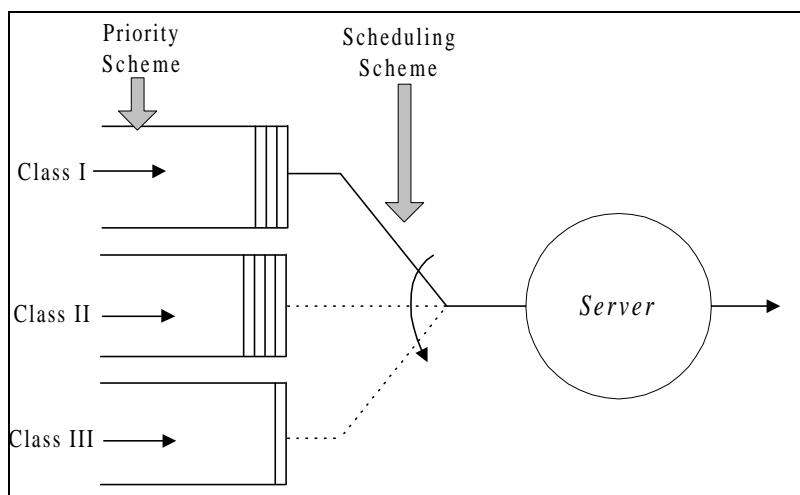 Priority
Scheme
Scheduling
Scheme
Class I
Class II
Server
Class III